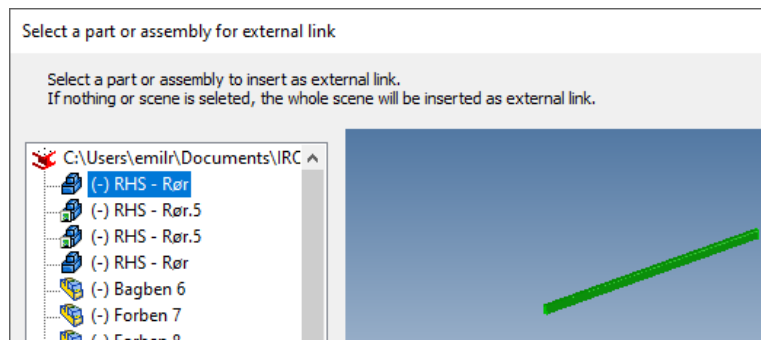 Select a part or assembly for external link
Select a part or assembly to insert as external link.
If nothing or scene is seleted, the whole scene will be inserted as external link.
C:\Users\emilr\Documents\IRC
(-) RHS - Rør
(-) RHS - Rør.5
(-) RHS - Rør.5
(-) RHS - Rør
(-) Bagben 6
(-) Forben 7
(-) Forben 8